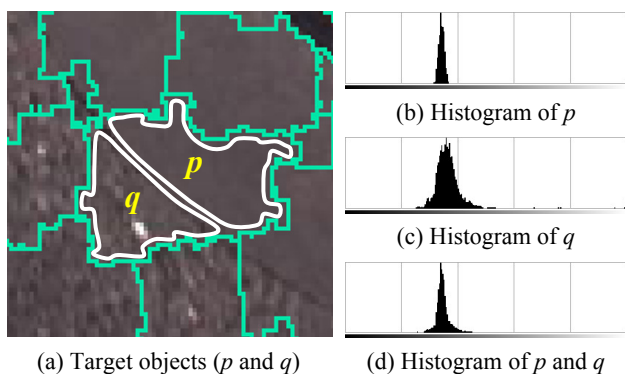 p
q
(a) Target objects (p and q)
(b) Histogram of p
(c) Histogram of q
(d) Histogram of p and q